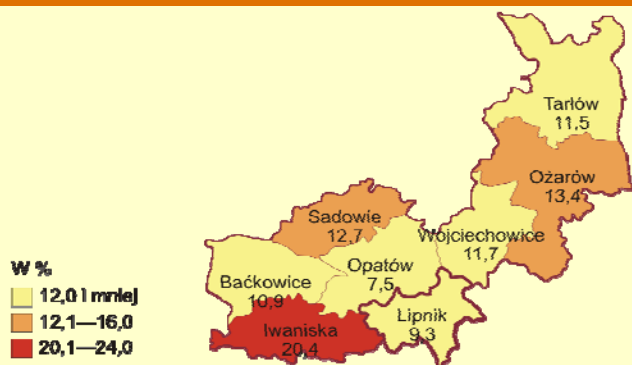 Tarłów
11,5
Ożarów
13,4
Sadowie
12,7
Wojciechowice
11,7
Opatów
7,5
Baćkowice
10,9
Lipnik
9,3
Iwaniska
20,4
W %
12,0 i mniej
12,1—16,0
20,1—24,0